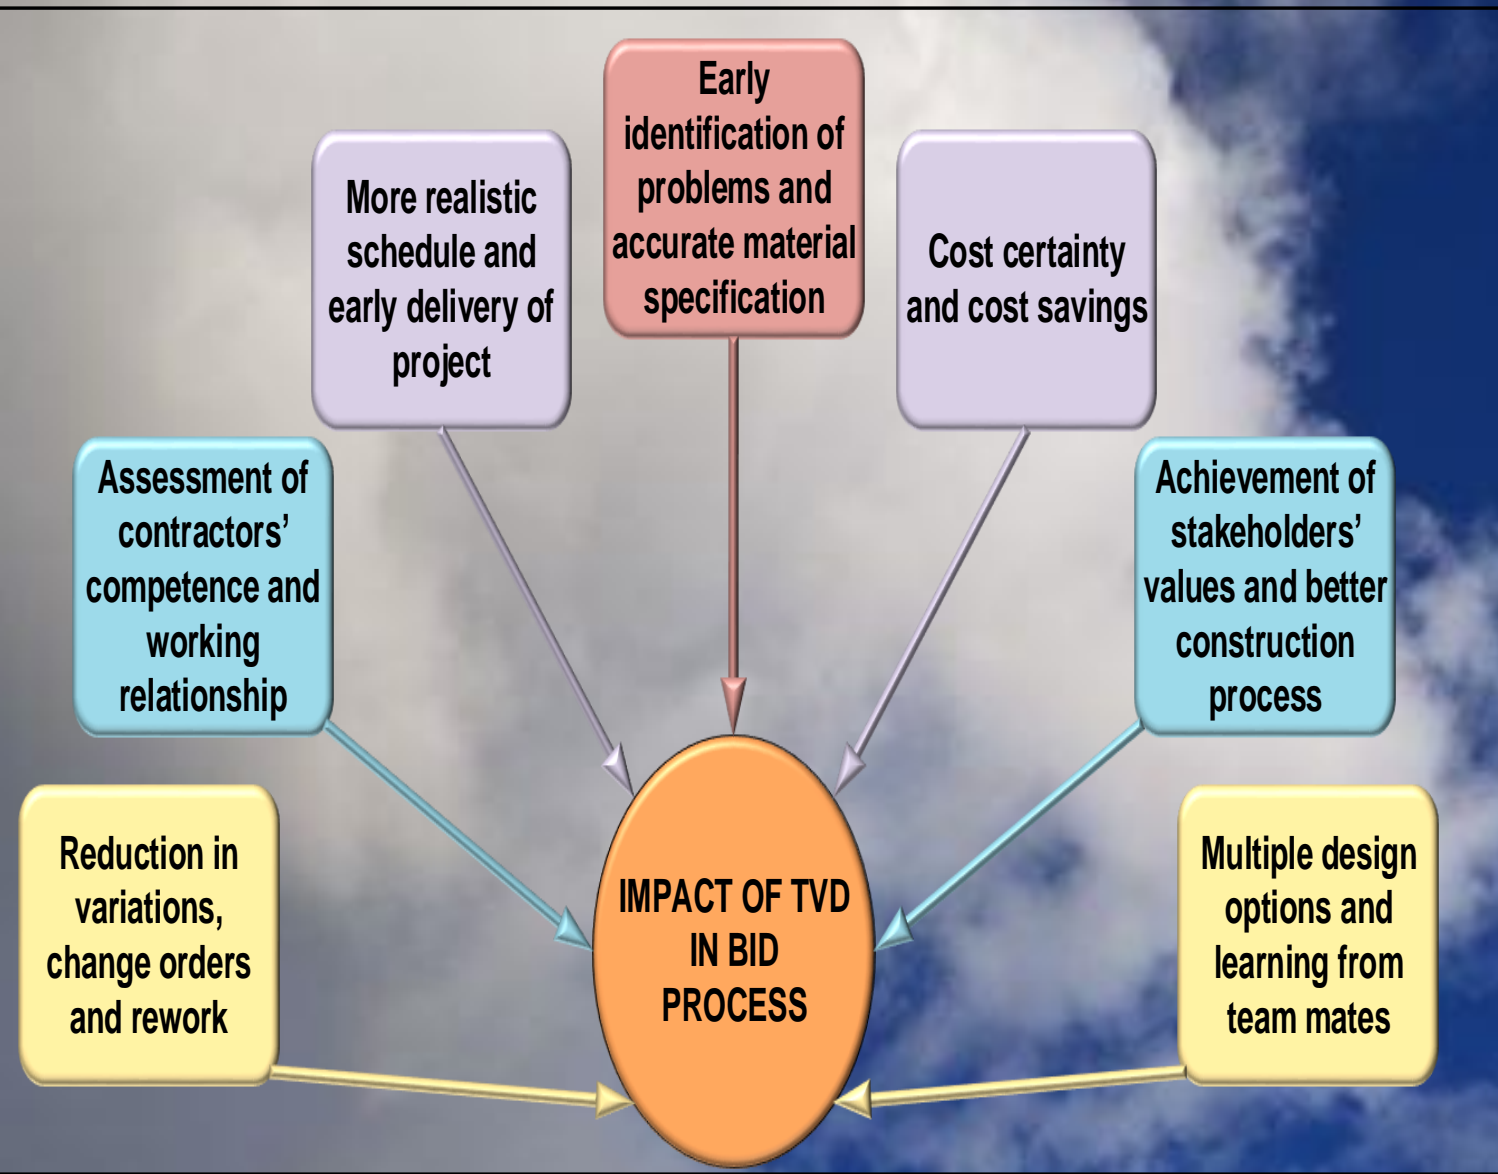 Early
identification of
problems and
accurate material
specification
More realistic
schedule and
early delivery of
project
Cost certainty
and cost savings
Assessment of
contractors’
competence and
working
relationship
Achievement of
stakeholders’
values and better
construction
process
Reduction in
variations,
change orders
and rework
Multiple design
options and
learning from
team mates
IMPACT OF TVD
IN BID
PROCESS